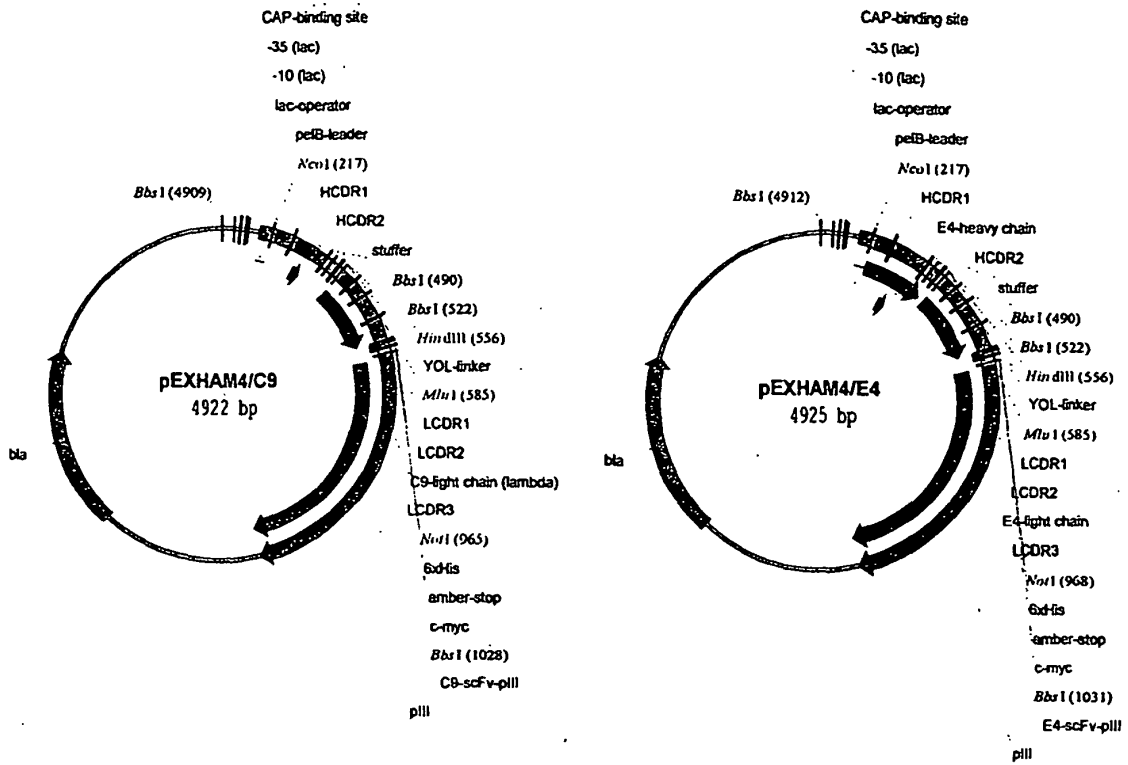 CAP-binding site
-35 (lac)
-10 (lac)
lac-operator
pelB-leader
NcoI (217)
BbsI (4909)
HCDR1
HCDR2
stuffer
BbsI (490)
BbsI (522)
HindIII (556)
YOL-linker
MluI (585)
LCDR1
LCDR2
C9-light chain (lambda)
LCDR3
NotI (965)
6xHis
amber-stop
c-myc
BbsI (1028)
C9-scFv-pIII
pIII
bla
pEXHAM4/C9
4922 bp
CAP-binding site
-35 (lac)
-10 (lac)
lac-operator
pelB-leader
NcoI (217)
BbsI (4912)
HCDR1
E4-heavy chain
HCDR2
stuffer
BbsI (490)
BbsI (522)
HindIII (556)
YOL-linker
MluI (585)
LCDR1
LCDR2
E4-light chain
LCDR3
NotI (968)
6xHis
amber-stop
c-myc
BbsI (1031)
E4-scFv-pIII
pIII
bla
pEXHAM4/E4
4925 bp